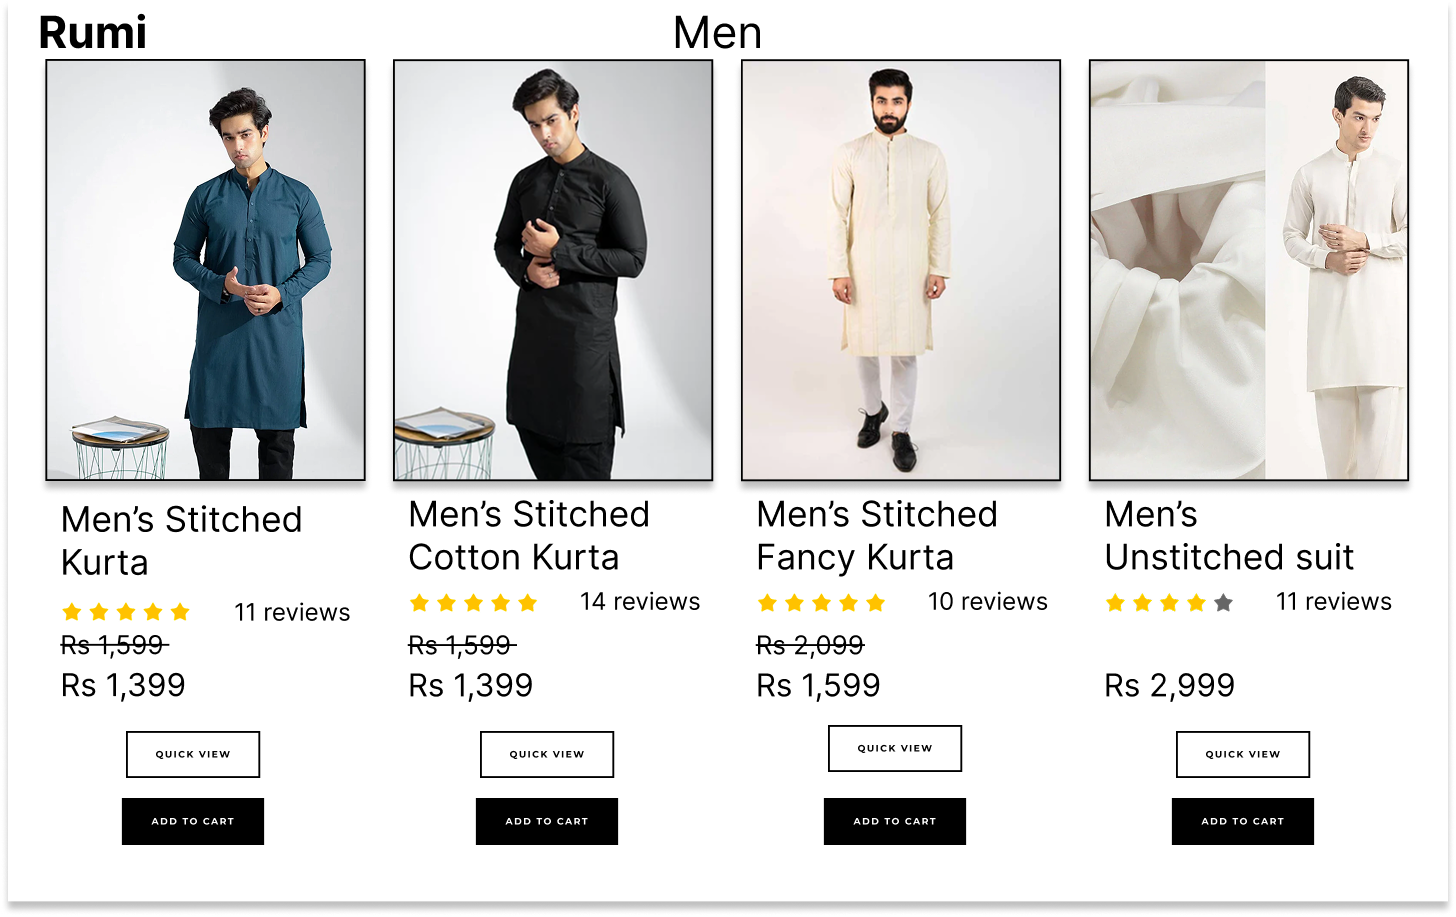 Rumi
Men
Men's Stitched
Kurta
11 reviews
Rs 1,599
Rs 1,399
QUICK VIEW
ADD TO CART
Men's Stitched
Cotton Kurta
14 reviews
Rs 1,599
Rs 1,399
QUICK VIEW
ADD TO CART
Men's Stitched
Fancy Kurta
10 reviews
Rs 2,099
Rs 1,599
QUICK VIEW
ADD TO CART
Men's
Unstitched suit
11 reviews
Rs 2,999
QUICK VIEW
ADD TO CART